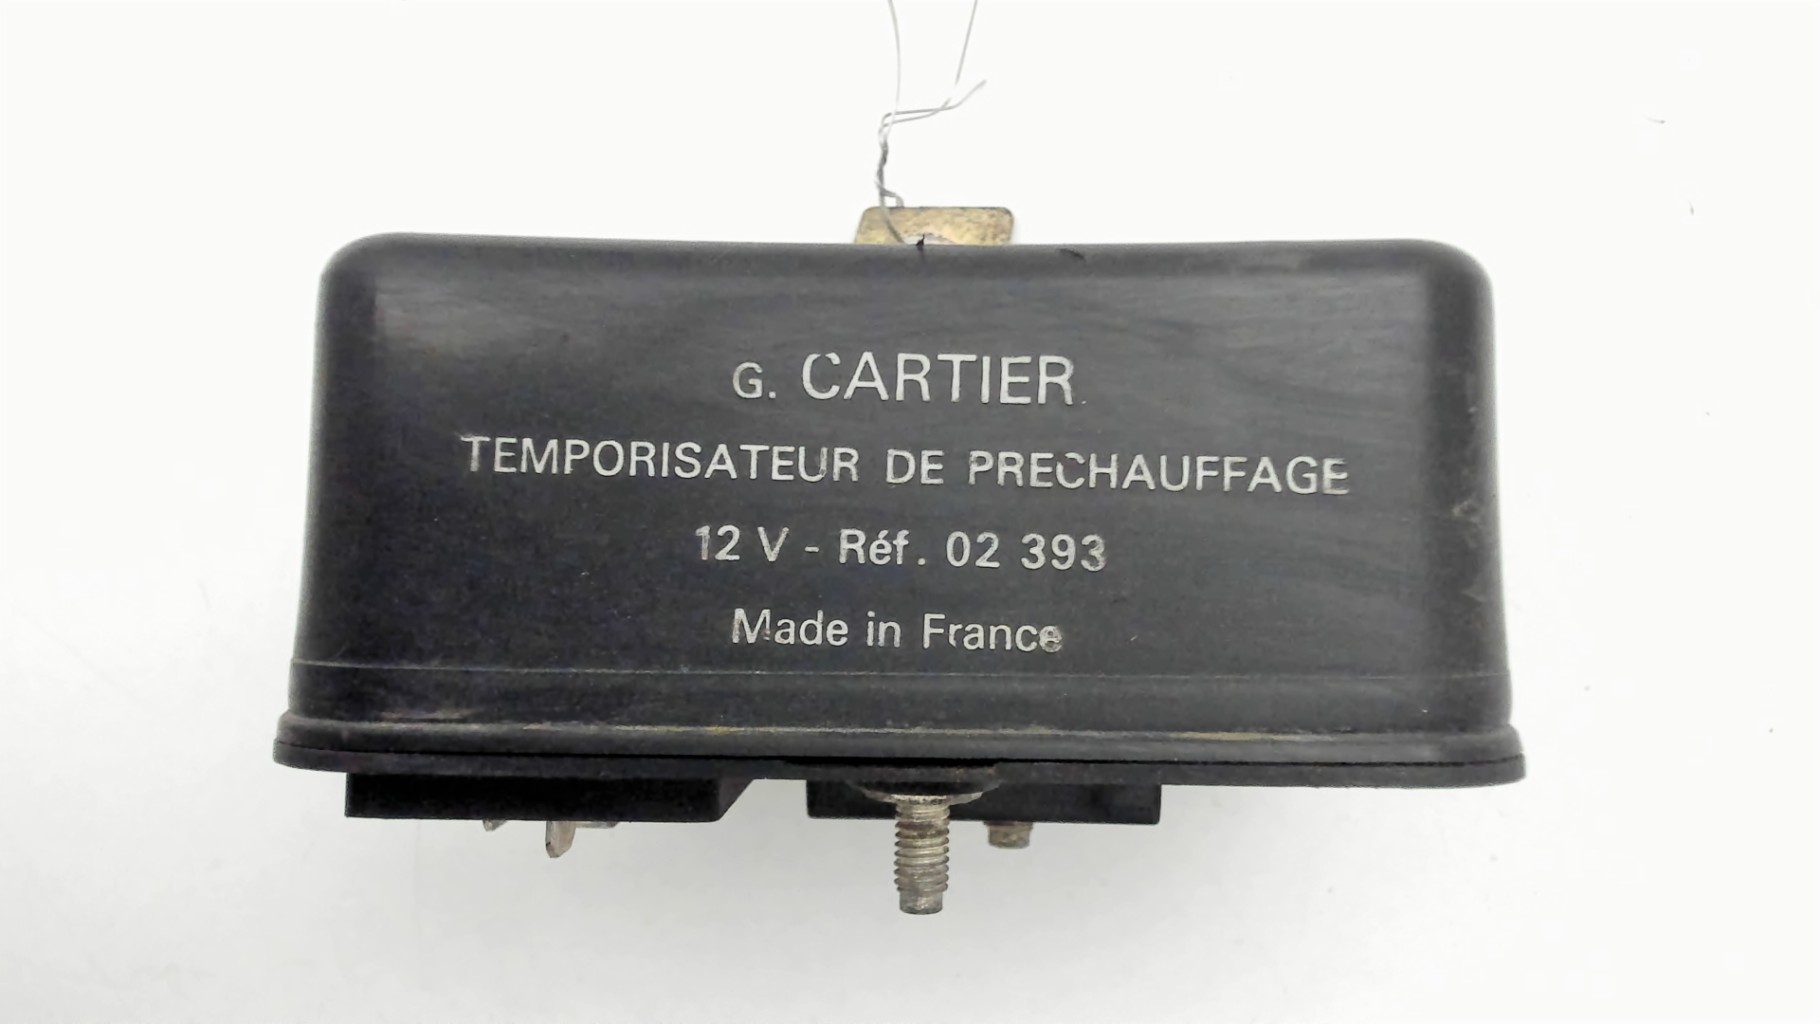 G. CARTIER
TEMPORISATEUR DE PRECHAUFFAGE
12 V - Réf. 02 393
Made in France